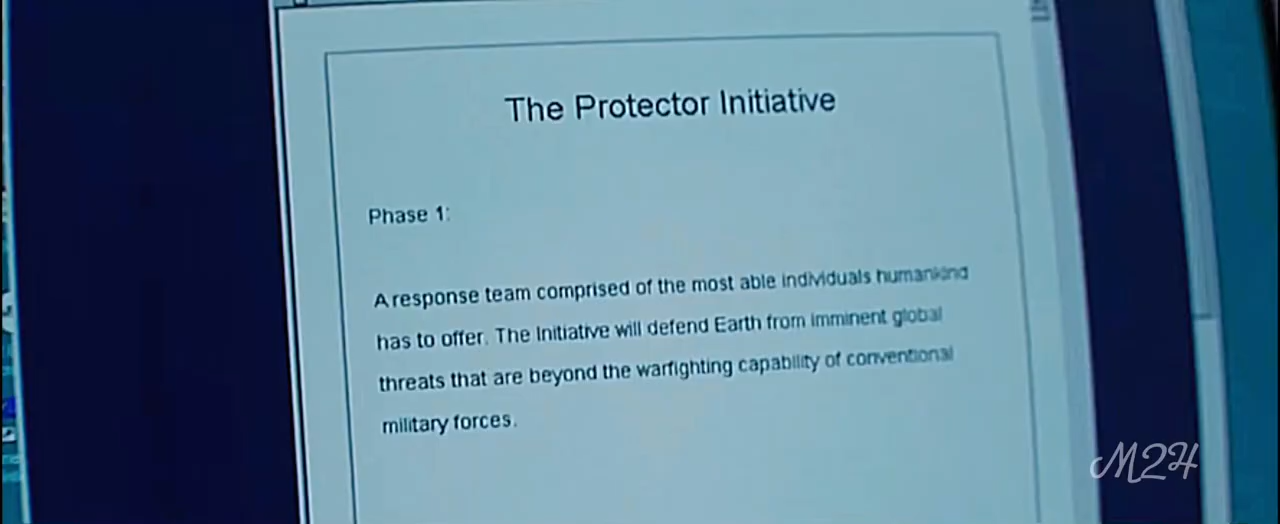 The Protector Initiative
Phase 1:
A response team comprised of the most able individuals humankind
has to offer. The Initiative will defend Earth from imminent global
threats that are beyond the warfighting capability of conventional
military forces.
M2H